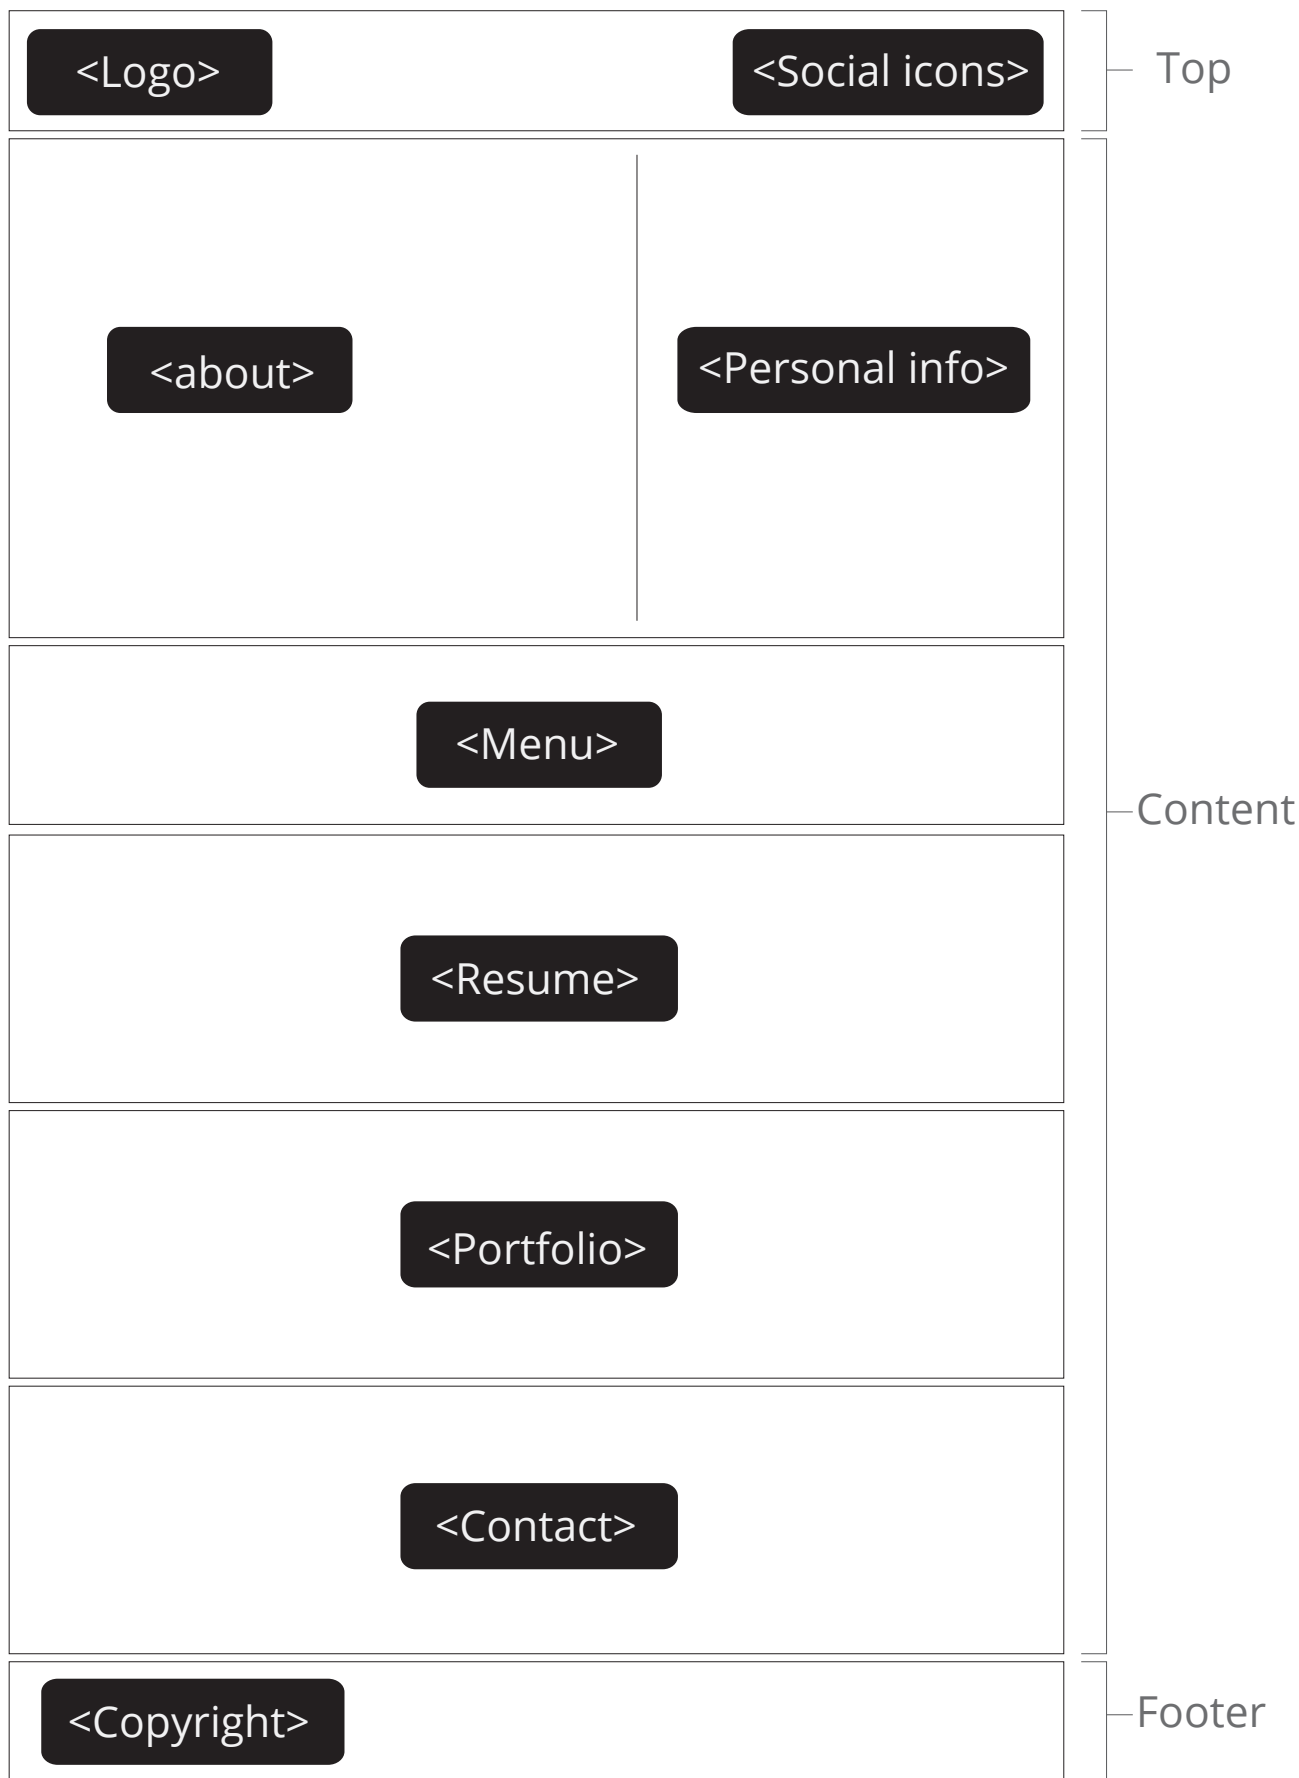 <Logo>
<Social icons>
Top
<about>
<Personal info>
<Menu>
Content
<Resume>
<Portfolio>
<Contact>
<Copyright>
Footer